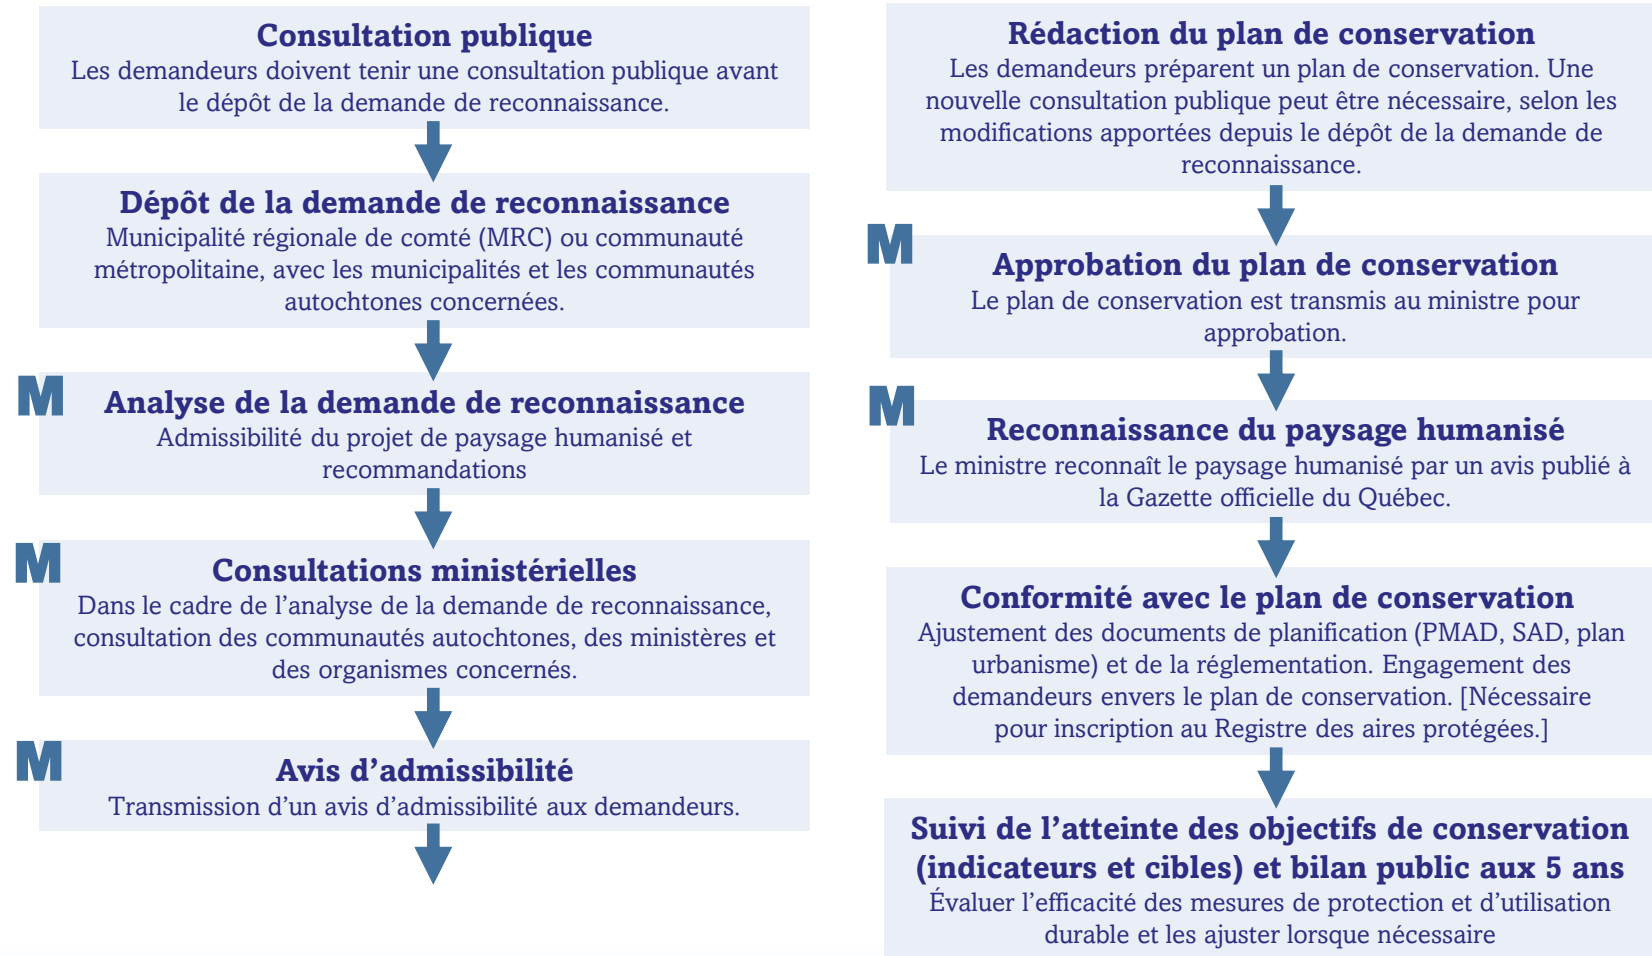 Consultation publique
Les demandeurs doivent tenir une consultation publique avant
le dépôt de la demande de reconnaissance.
Dépôt de la demande de reconnaissance
Municipalité régionale de comté (MRC) ou communauté
métropolitaine, avec les municipalités et les communautés
autochtones concernées.
M
Analyse de la demande de reconnaissance
Admissibilité du projet de paysage humanisé et
recommandations
M
Consultations ministérielles
Dans le cadre de l’analyse de la demande de reconnaissance,
consultation des communautés autochtones, des ministères et
des organismes concernés.
M
Avis d’admissibilité
Transmission d’un avis d’admissibilité aux demandeurs.
Rédaction du plan de conservation
Les demandeurs préparent un plan de conservation. Une
nouvelle consultation publique peut être nécessaire, selon les
modifications apportées depuis le dépôt de la demande de
reconnaissance.
M
Approbation du plan de conservation
Le plan de conservation est transmis au ministre pour
approbation.
M
Reconnaissance du paysage humanisé
Le ministre reconnaît le paysage humanisé par un avis publié à
la Gazette officielle du Québec.
Conformité avec le plan de conservation
Ajustement des documents de planification (PMAD, SAD, plan
urbanisme) et de la réglementation. Engagement des
demandeurs envers le plan de conservation. [Nécessaire
pour inscription au Registre des aires protégées.]
Suivi de l’atteinte des objectifs de conservation
(indicateurs et cibles) et bilan public aux 5 ans
Évaluer l’efficacité des mesures de protection et d’utilisation
durable et les ajuster lorsque nécessaire